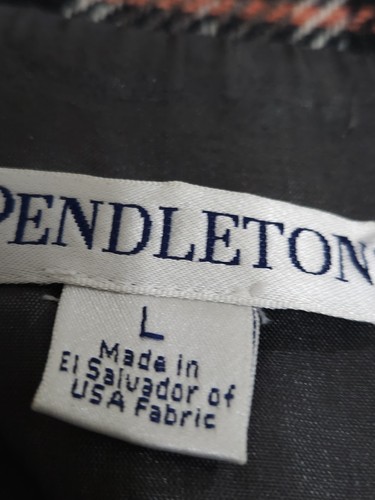 PENDLETON
L
Made in
El Salvador of
USA Fabric